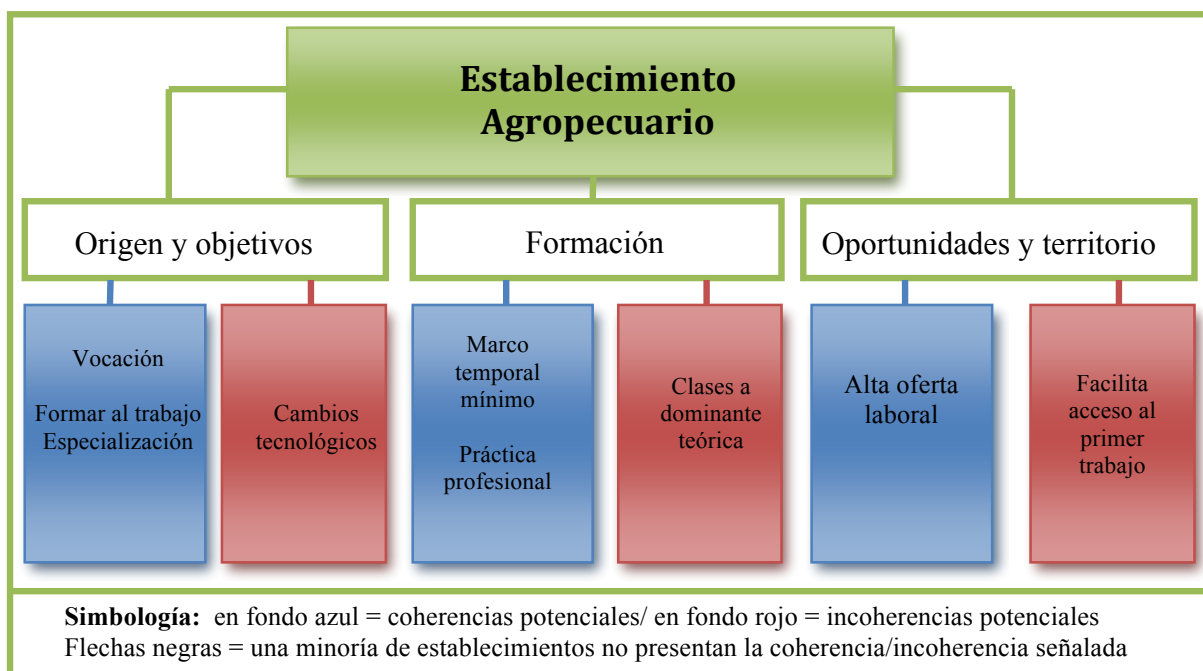 Establecimiento
Agropecuario
Origen y objetivos
Formación
Oportunidades y territorio
Vocación
Formar al trabajo
Especialización
Cambios
tecnológicos
Marco
temporal
mínimo
Práctica
profesional
Clases a
dominante
teórica
Alta oferta
laboral
Facilita
acceso al
primer
trabajo
Simbología: en fondo azul = coherencias potenciales/ en fondo rojo = incoherencias potenciales
Flechas negras = una minoría de establecimientos no presentan la coherencia/incoherencia señalada